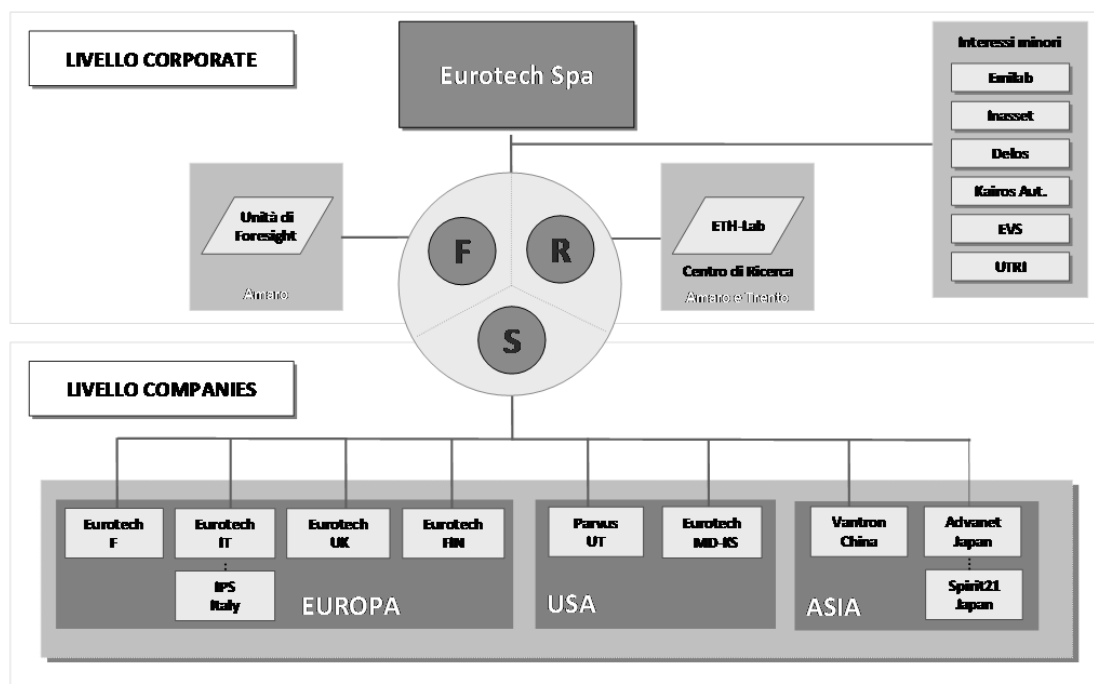 LIVELLO CORPORATE
Eurotech Spa
Interessi minori
Emilab
Inasset
Delos
Kairos Aut.
EVS
UTRI
Unità di
Foresight
Amaro
F
R
S
ETH-Lab
Centro di Ricerca
Amaro e Trento
LIVELLO COMPANIES
Eurotech
F
Eurotech
IT
Eurotech
UK
Eurotech
FIN
IPS
Italy
EUROPA
Parvus
UT
Eurotech
MD-KS
USA
Vantron
China
Advanet
Japan
Spirit21
Japan
ASIA